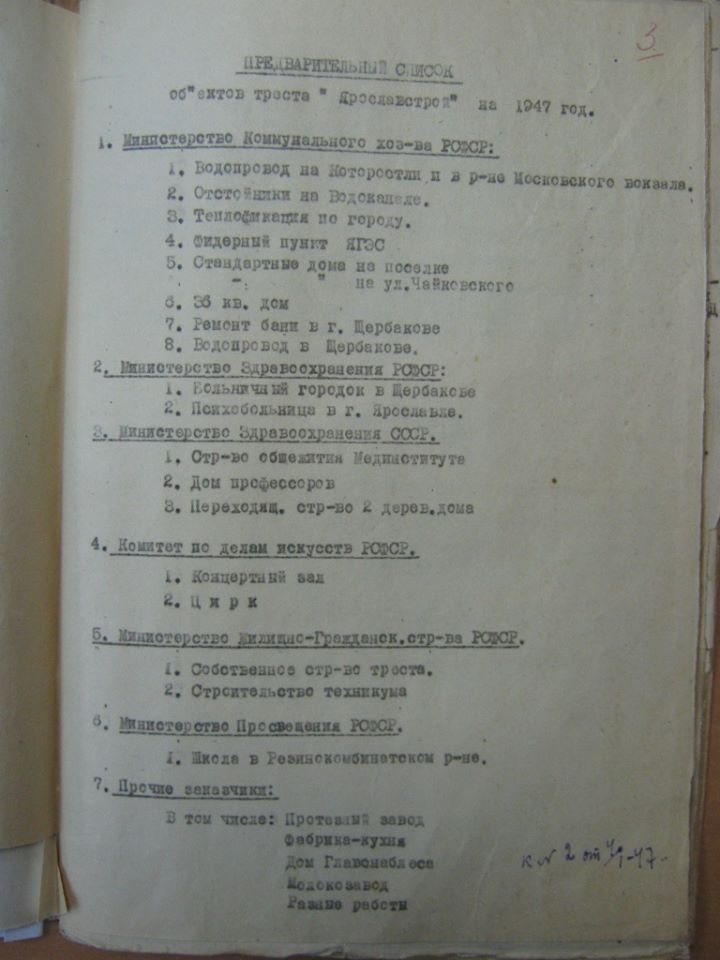 3.
ПРЕДВАРИТЕЛЬНЫЙ СПИСОК
об"ектов треста " Ярославстрой" на 1947 год.
1. Министерство Коммунального хоз-ва РСФСР:
1. Водопровод на Которостли и в р-не Московского вокзала.
2. Отстойники на Водоканале.
3. Теплофикация по городу.
4. Фидерный пункт ЯГЭС
5. Стандартные дома на поселке
-: " на ул.Чайковского
6. 36 кв. дом
7. Ремонт бани в г. Щербакове
8. Водопровод в Щербакове.
2. Министерство Здравоохранения РСФСР:
1. Больничный городок в Щербакове
2. Психобольница в г. Ярославле.
3. Министерство Здравоохранения СССР.
1. Стр-во общежития Мединститута
2. Дом профессоров
3. Переходящ. стр-во 2 дерев.дома
4. Комитет по делам искусств РСФСР.
1. Концертный зал
2. Ц и р к
5. Министерство Жилищно-Гражданск.стр-ва РСФСР.
1. Собственное стр-во треста.
2. Строительство техникума
6. Министерство Просвещения РСФСР.
1. Школа в Резинокомбинатском р-не.
7. Прочие заказчики:
В том числе: Протезный завод
Фабрика-кухня
Дом Главснаблеса
Молокозавод
Разные работы
к № 2 от